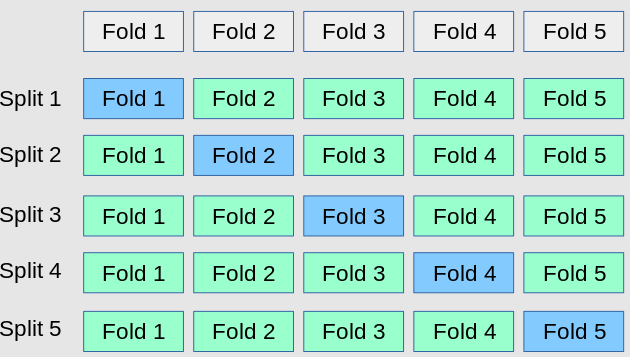 Fold 1 Fold 2 Fold 3 Fold 4 Fold 5
Split 1 Fold 1 Fold 2 Fold 3 Fold 4 Fold 5
Split 2 Fold 1 Fold 2 Fold 3 Fold 4 Fold 5
Split 3 Fold 1 Fold 2 Fold 3 Fold 4 Fold 5
Split 4 Fold 1 Fold 2 Fold 3 Fold 4 Fold 5
Split 5 Fold 1 Fold 2 Fold 3 Fold 4 Fold 5